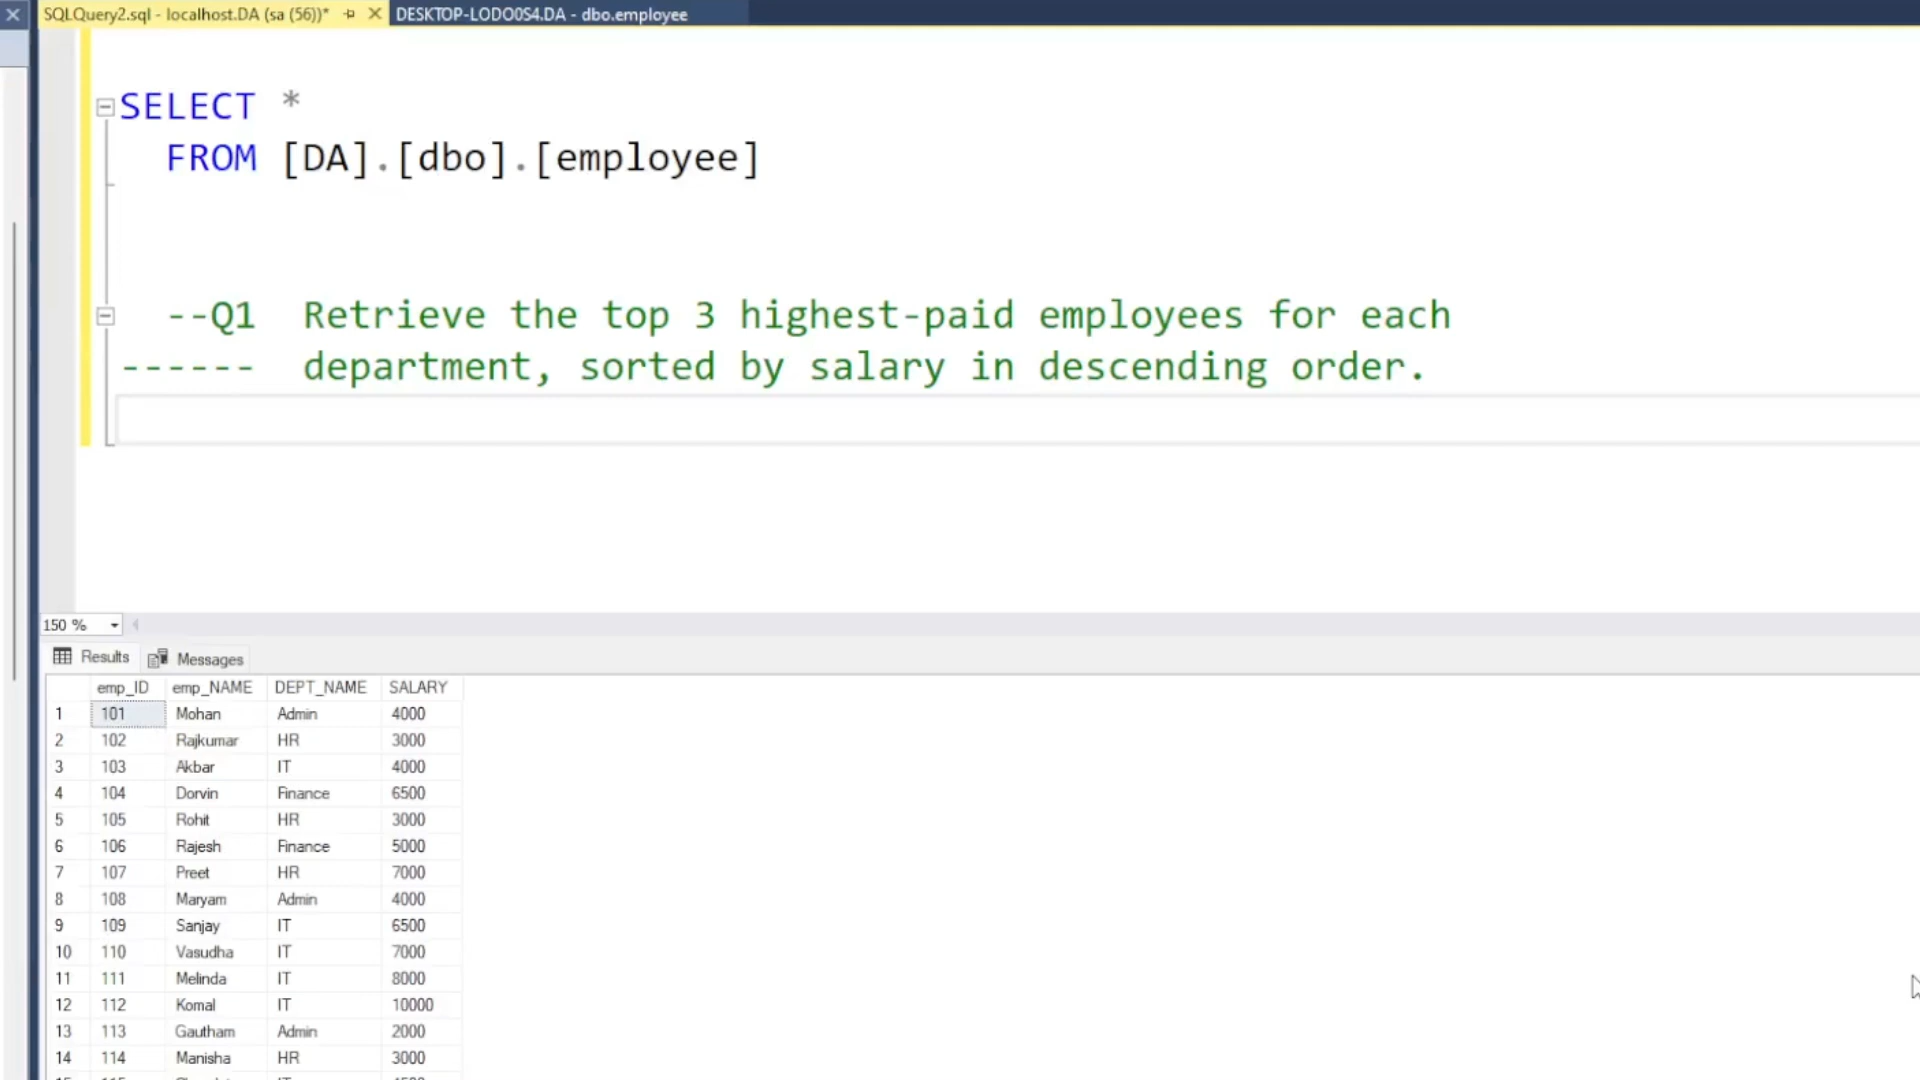 SQLQuery2.sql - localhost.DA (sa (56))* DESKTOP-LODO0S4.DA - dbo.employee
SELECT *
FROM [DA].[dbo].[employee]
--Q1 Retrieve the top 3 highest-paid employees for each
------ department, sorted by salary in descending order.
150 %
Results Messages
emp_ID emp_NAME DEPT_NAME SALARY
1 101 Mohan Admin 4000
2 102 Rajkumar HR 3000
3 103 Akbar IT 4000
4 104 Dorvin Finance 6500
5 105 Rohit HR 3000
6 106 Rajesh Finance 5000
7 107 Preet HR 7000
8 108 Maryam Admin 4000
9 109 Sanjay IT 6500
10 110 Vasudha IT 7000
11 111 Melinda IT 8000
12 112 Komal IT 10000
13 113 Gautham Admin 2000
14 114 Manisha HR 3000